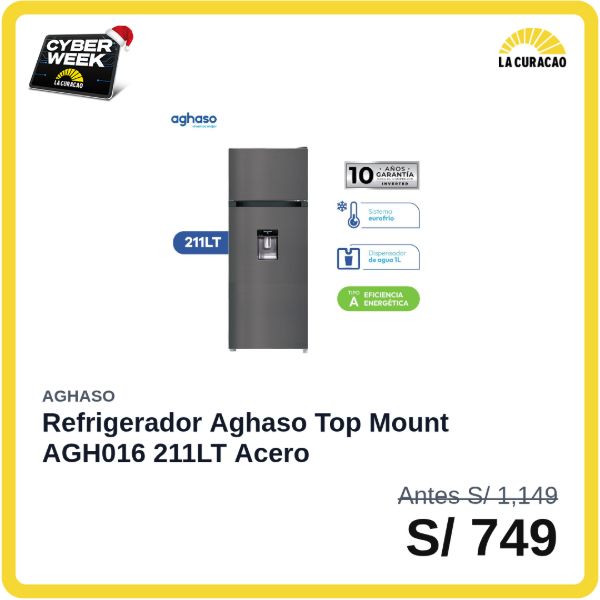 CYBER
WEEK
LA CURACAO
LA CURACAO
aghaso
10 AÑOS
GARANTÍA
INVERTER
211LT
Sistema
eurofrío
Dispensador
de agua 1L
TIPO
A
EFICIENCIA
ENERGÉTICA
AGHASO
Refrigerador Aghaso Top Mount
AGH016 211LT Acero
Antes S/ 1,149
S/ 749